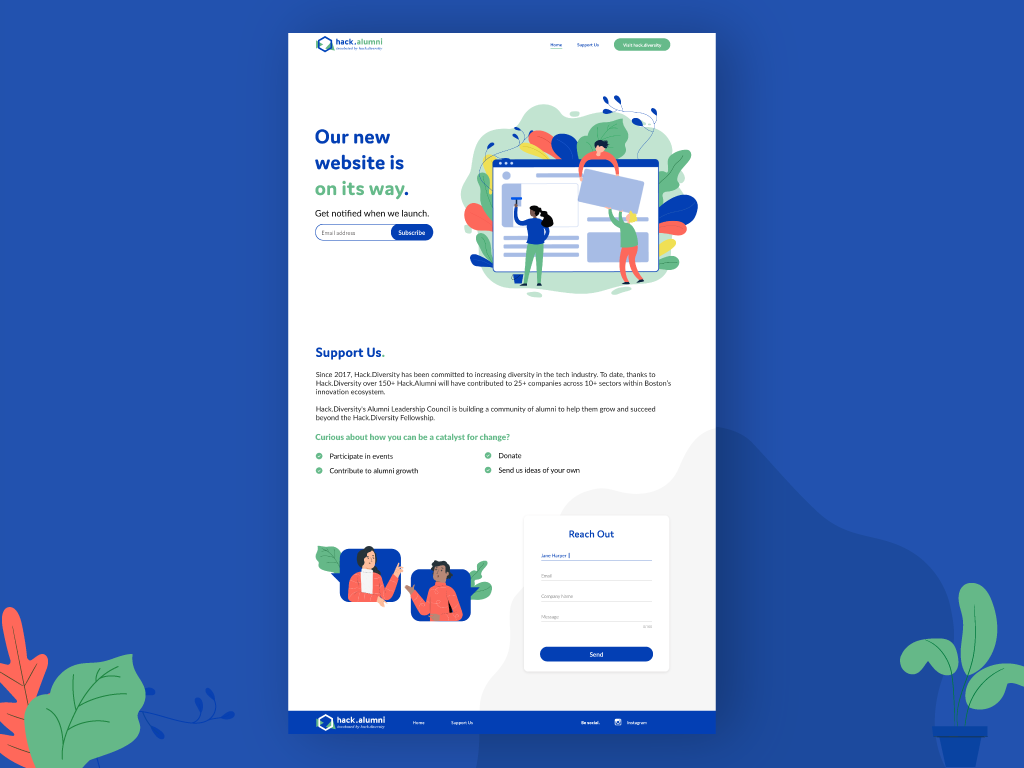 hack.alumni
incubated by hack.diversity
Home
Support Us
Visit hack.diversity
Our new
website is
on its way.
Get notified when we launch.
Email address
Subscribe
Support Us.
Since 2017, Hack.Diversity has been committed to increasing diversity in the tech industry. To date, thanks to
Hack.Diversity over 150+ Hack.Alumni will have contributed to 25+ companies across 10+ sectors within Boston's
innovation ecosystem.
Hack.Diversity's Alumni Leadership Council is building a community of alumni to help them grow and succeed
beyond the Hack.Diversity Fellowship.
Curious about how you can be a catalyst for change?
Participate in events
Donate
Contribute to alumni growth
Send us ideas of your own
Reach Out
Jane Harper
Email
Company Name
Message
Send
hack.alumni
incubated by hack.diversity
Home
Support Us
Be social.
Instagram